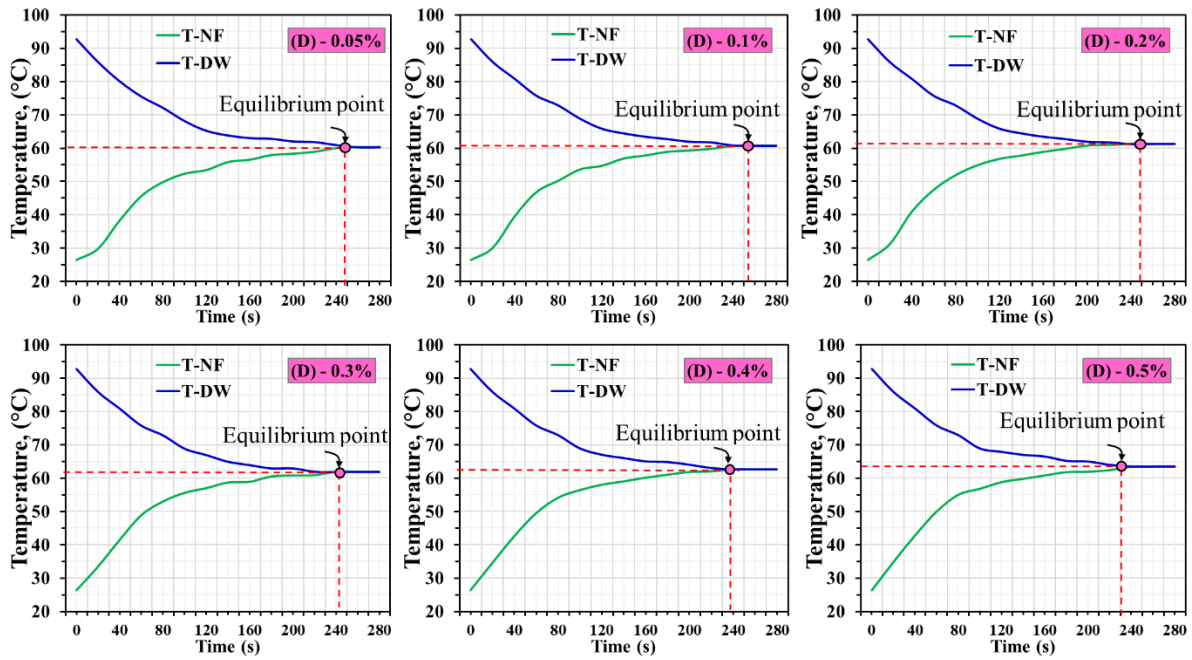 100
90
80
70
60
50
40
30
20
Temperature, (°C)
T-NF
T-DW
(D) - 0.05%
Equilibrium point
0 40 80 120 160 200 240 280
Time (s)
100
90
80
70
60
50
40
30
20
Temperature, (°C)
T-NF
T-DW
(D) - 0.1%
Equilibrium point
0 40 80 120 160 200 240 280
Time (s)
100
90
80
70
60
50
40
30
20
Temperature, (°C)
T-NF
T-DW
(D) - 0.2%
Equilibrium point
0 40 80 120 160 200 240 280
Time (s)
100
90
80
70
60
50
40
30
20
Temperature, (°C)
T-NF
T-DW
(D) - 0.3%
Equilibrium point
0 40 80 120 160 200 240 280
Time (s)
100
90
80
70
60
50
40
30
20
Temperature, (°C)
T-NF
T-DW
(D) - 0.4%
Equilibrium point
0 40 80 120 160 200 240 280
Time (s)
100
90
80
70
60
50
40
30
20
Temperature, (°C)
T-NF
T-DW
(D) - 0.5%
Equilibrium point
0 40 80 120 160 200 240 280
Time (s)